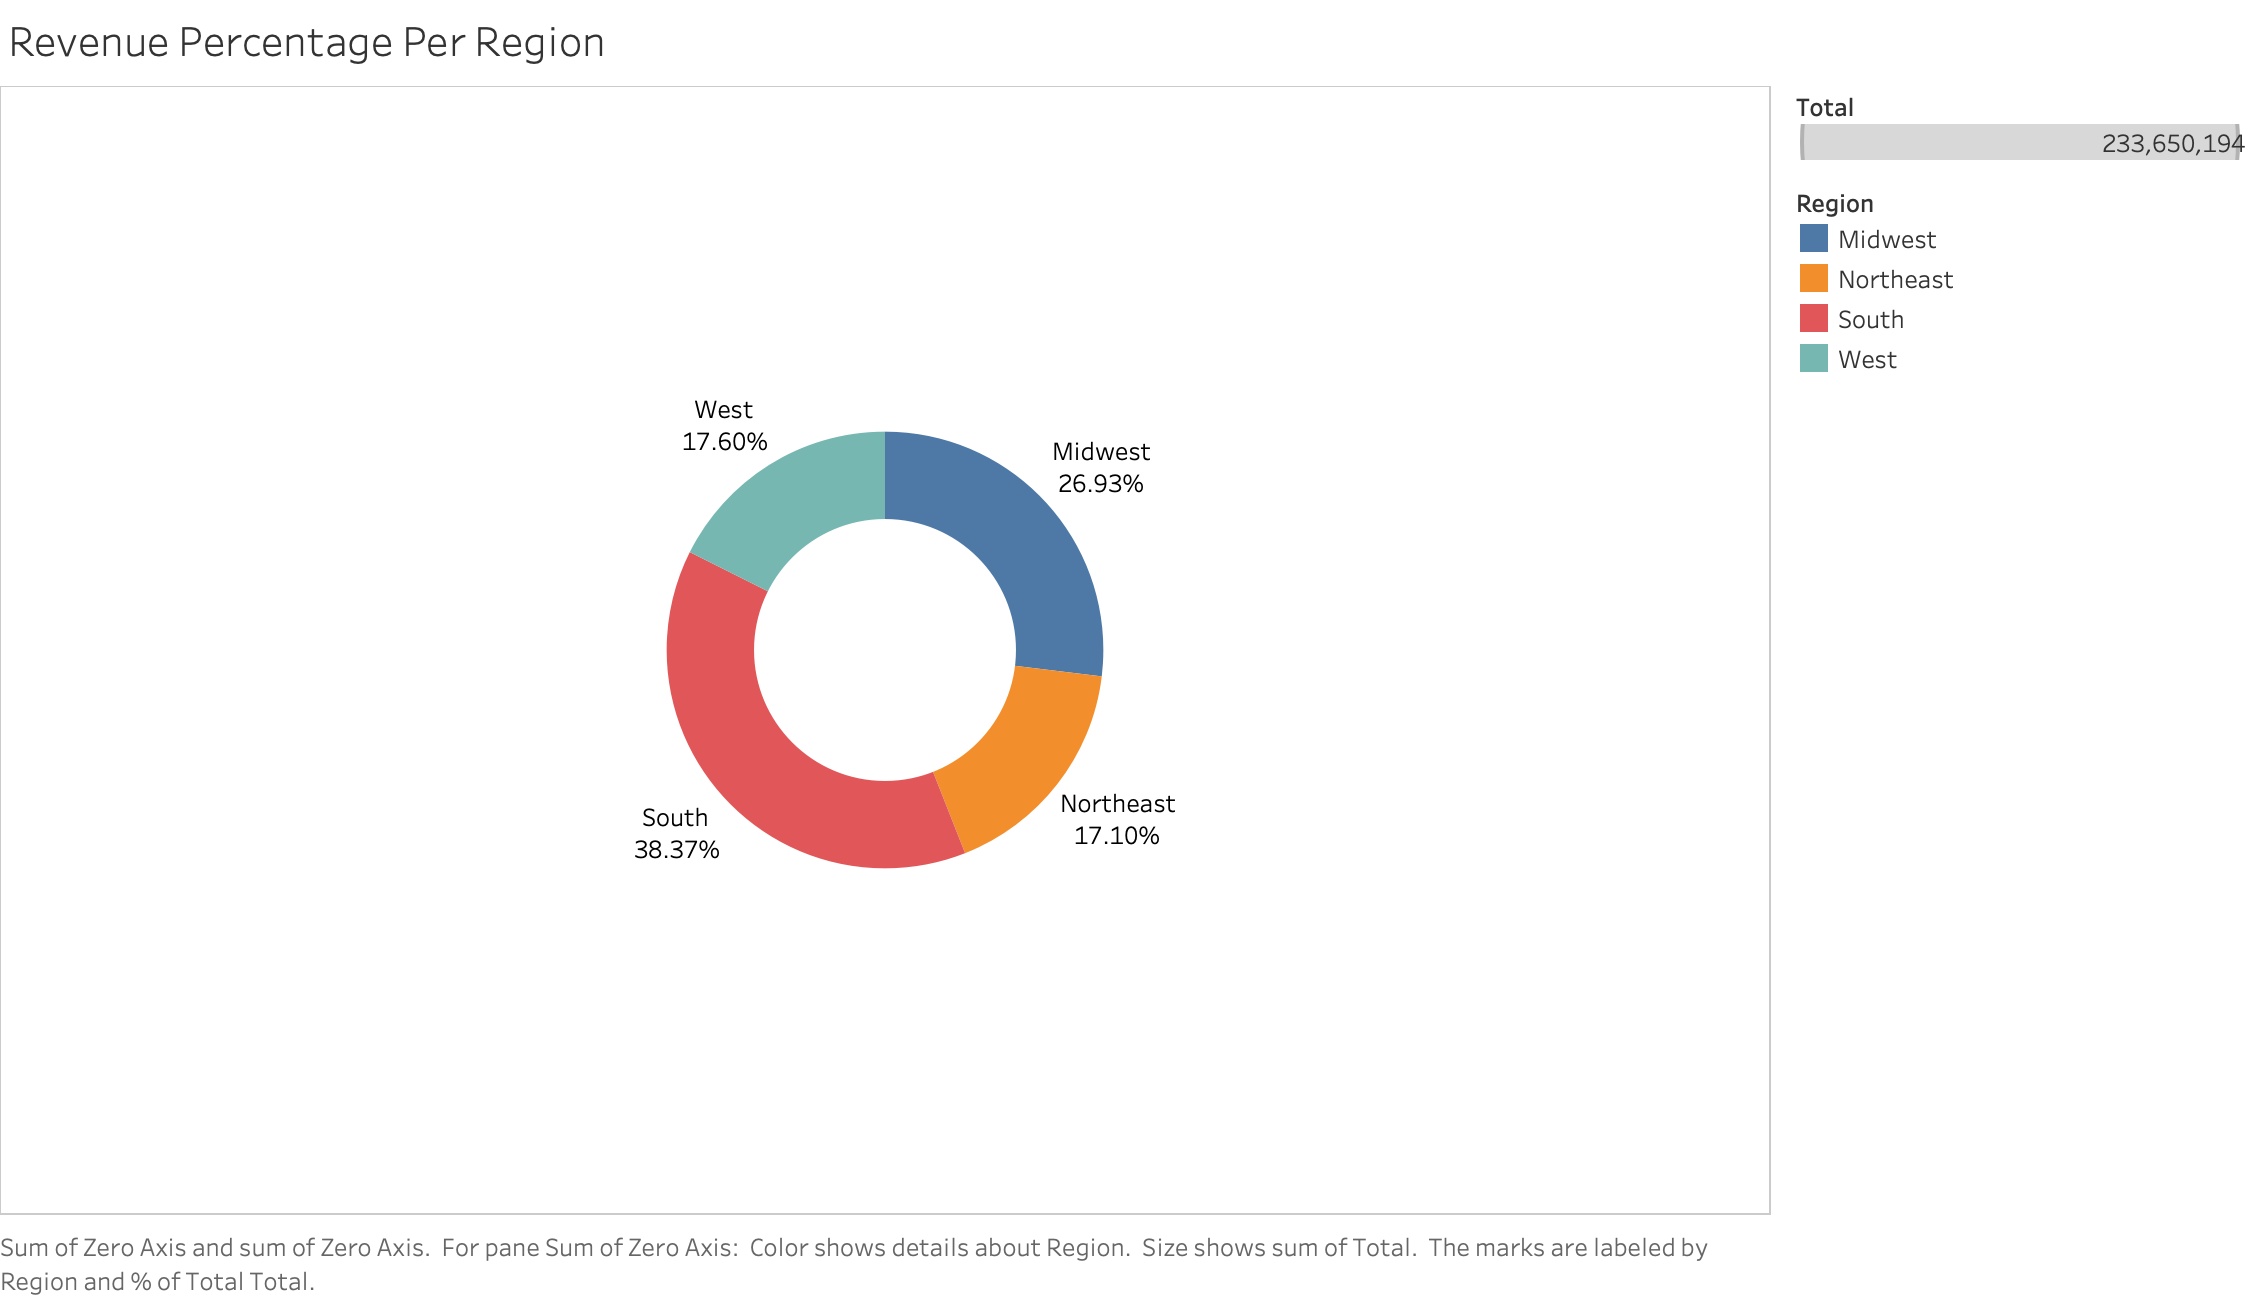 Revenue Percentage Per Region
Total
233,650,194
Region
Midwest
Northeast
South
West
West
17.60%
Midwest
26.93%
Northeast
17.10%
South
38.37%
Sum of Zero Axis and sum of Zero Axis.  For pane Sum of Zero Axis:  Color shows details about Region.  Size shows sum of Total.  The marks are labeled by
Region and % of Total Total.